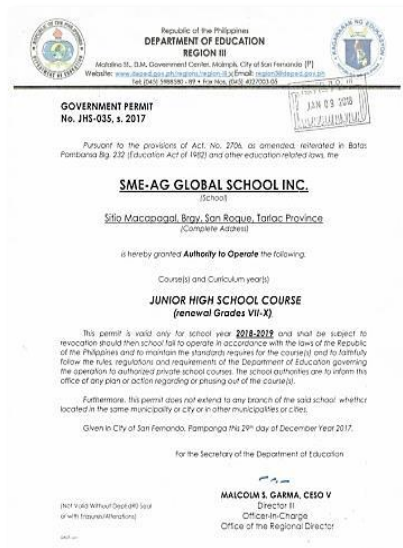 Republic of the Philippines
DEPARTMENT OF EDUCATION
REGION III
Matalino St., D.M. Government Center, Maimpis, City of San Fernando (P)
Website: www.deped.gov.ph/regions/region-iii Email: region3@deped.gov.ph
Tel: (045) 5988580 - 89 • Fax Nos. (045) 4027003-05
JAN 09 2018
GOVERNMENT PERMIT
No. JHS-035, s. 2017
Pursuant to the provisions of Act. No. 2706, as amended, reiterated in Batas
Pambansa Blg. 232 (Education Act of 1982) and other education related laws, the
SME-AG GLOBAL SCHOOL INC.
(School)
Sitio Macapagal, Brgy. San Roque, Tarlac Province
(Complete Address)
is hereby granted Authority to Operate the following:
Course(s) and Curriculum year(s)
JUNIOR HIGH SCHOOL COURSE
(renewal Grades VII-X)
This permit is valid only for school year 2018-2019 and shall be subject to
revocation should then school fail to operate in accordance with the laws of the Republic
of the Philippines and to maintain the standards requires for the course(s) and to faithfully
follow the rules, regulations and requirements of the Department of Education governing
the operation to authorized private school courses. The school authorities are to inform this
office of any plan or action regarding or phasing out of the course(s).
Furthermore, this permit does not extend to any branch of the said school whether
located in the same municipality or city or in other municipalities or cities.
Given in City of San Fernando, Pampanga this 29th day of December Year 2017.
For the Secretary of the Department of Education
MALCOLM S. GARMA, CESO V
Director III
Officer-In-Charge
Office of the Regional Director
(Not Valid Without DepEdRO Seal
or with Erasures/Alterations)